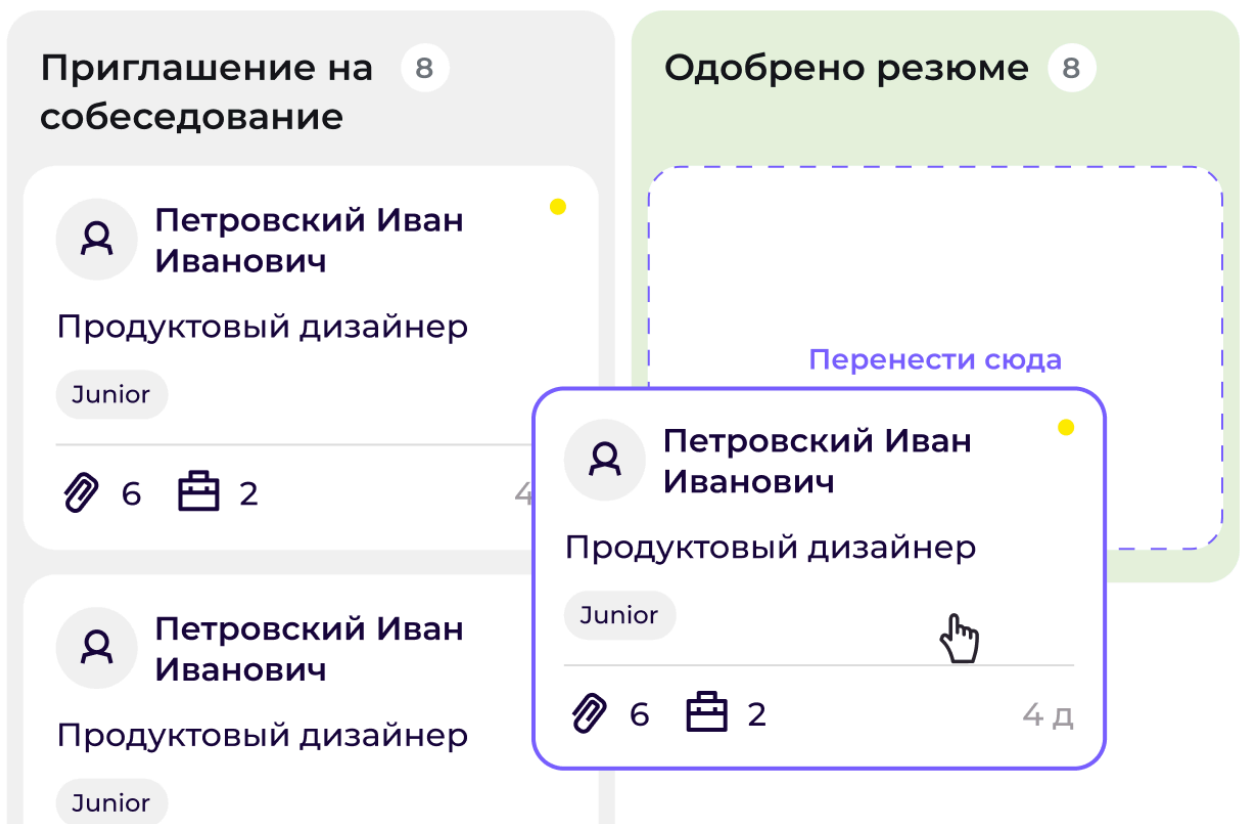 Приглашение на 8
собеседование
Петровский Иван
Иванович
Продуктовый дизайнер
Junior
6 2 4
Петровский Иван
Иванович
Продуктовый дизайнер
Junior
Одобрено резюме 8
Перенести сюда
Петровский Иван
Иванович
Продуктовый дизайнер
Junior
6 2 4 д